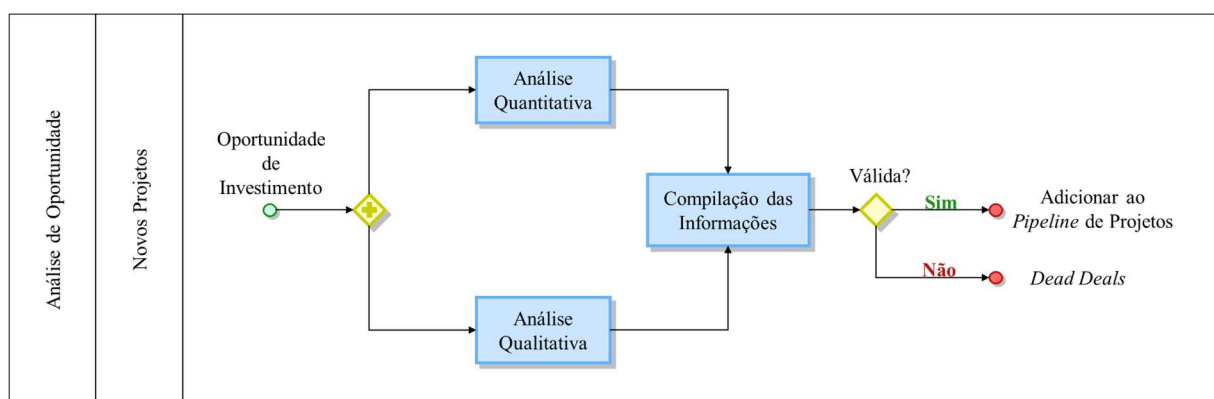 Análise de Oportunidade
Novos Projetos
Oportunidade
de
Investimento
Análise
Quantitativa
Análise
Qualitativa
Compilação das
Informações
Válida?
Sim
Adicionar ao
Pipeline de Projetos
Não
Dead Deals